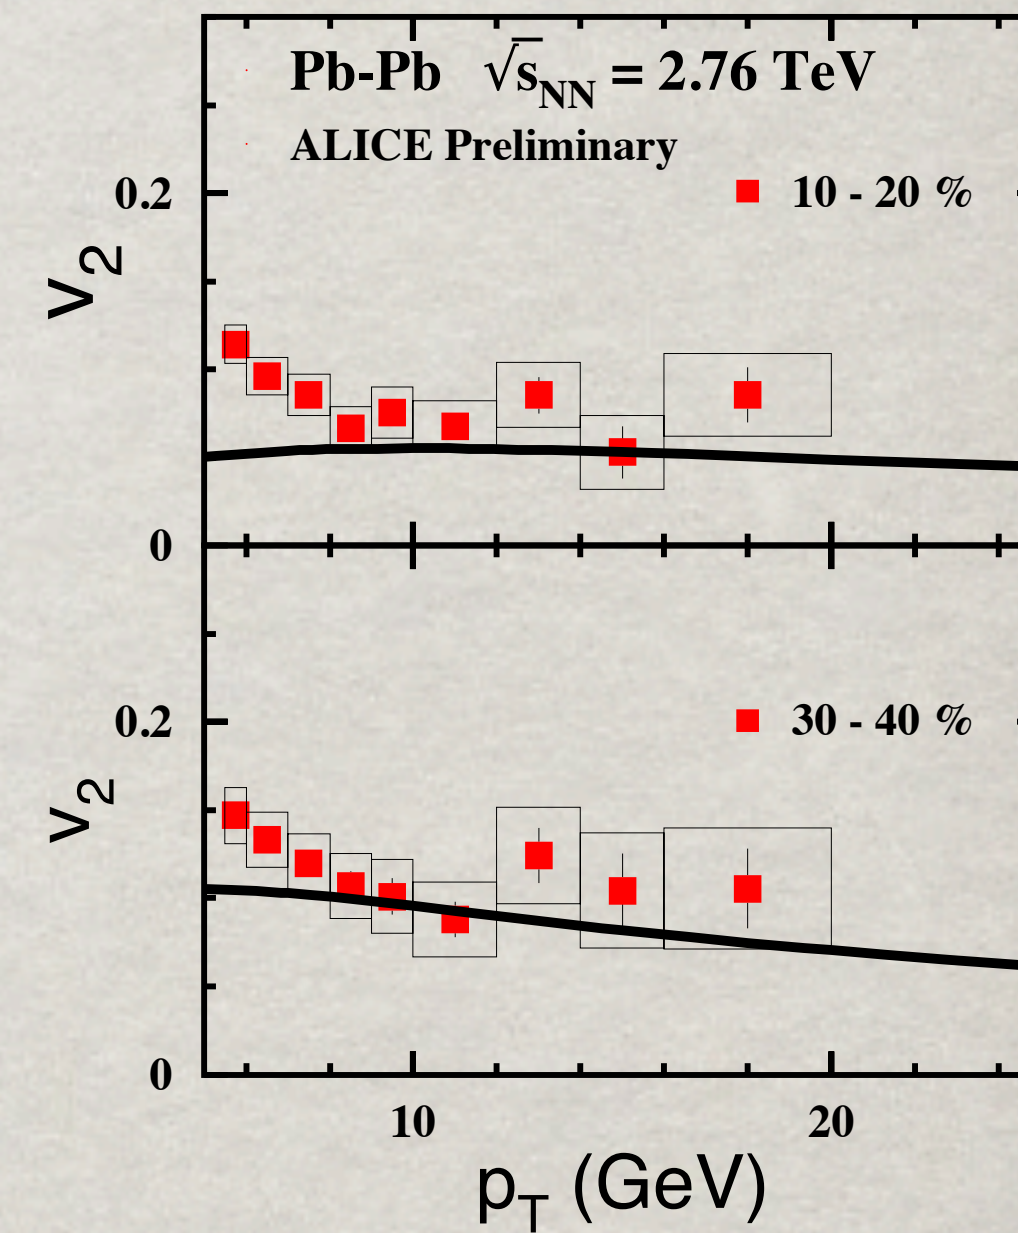 Pb-Pb √sNN = 2.76 TeV
ALICE Preliminary
0.2
10 - 20 %
v2
0
0.2
30 - 40 %
v2
0
10 20
pT (GeV)